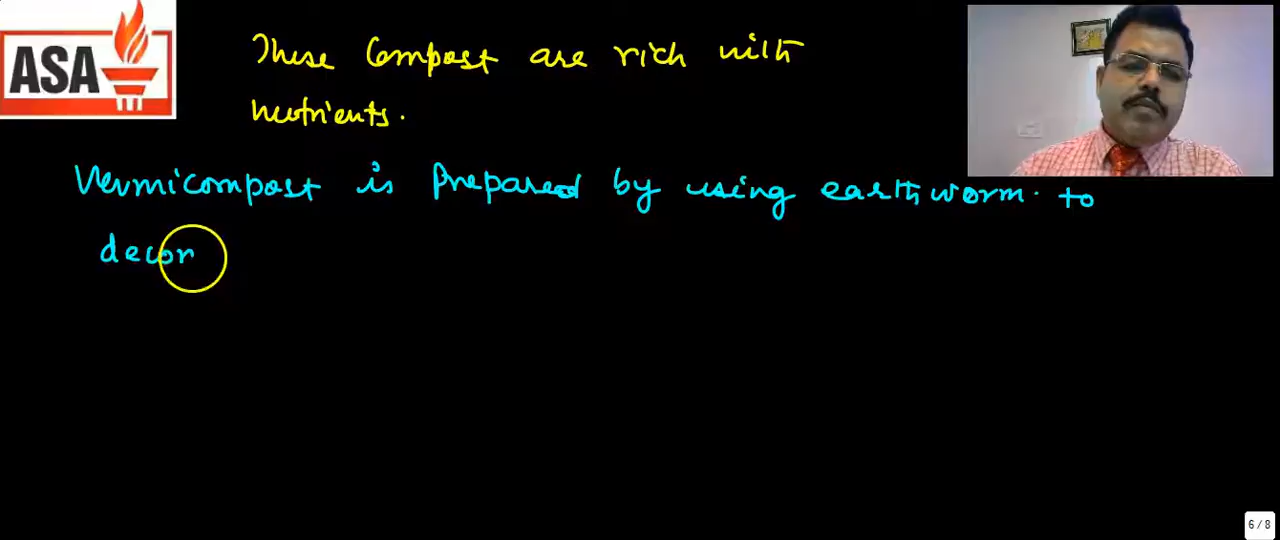 ASA
These Compost are rich with
nutrients.
Vermicompost is prepared by using earthworm. to
decor
6/8